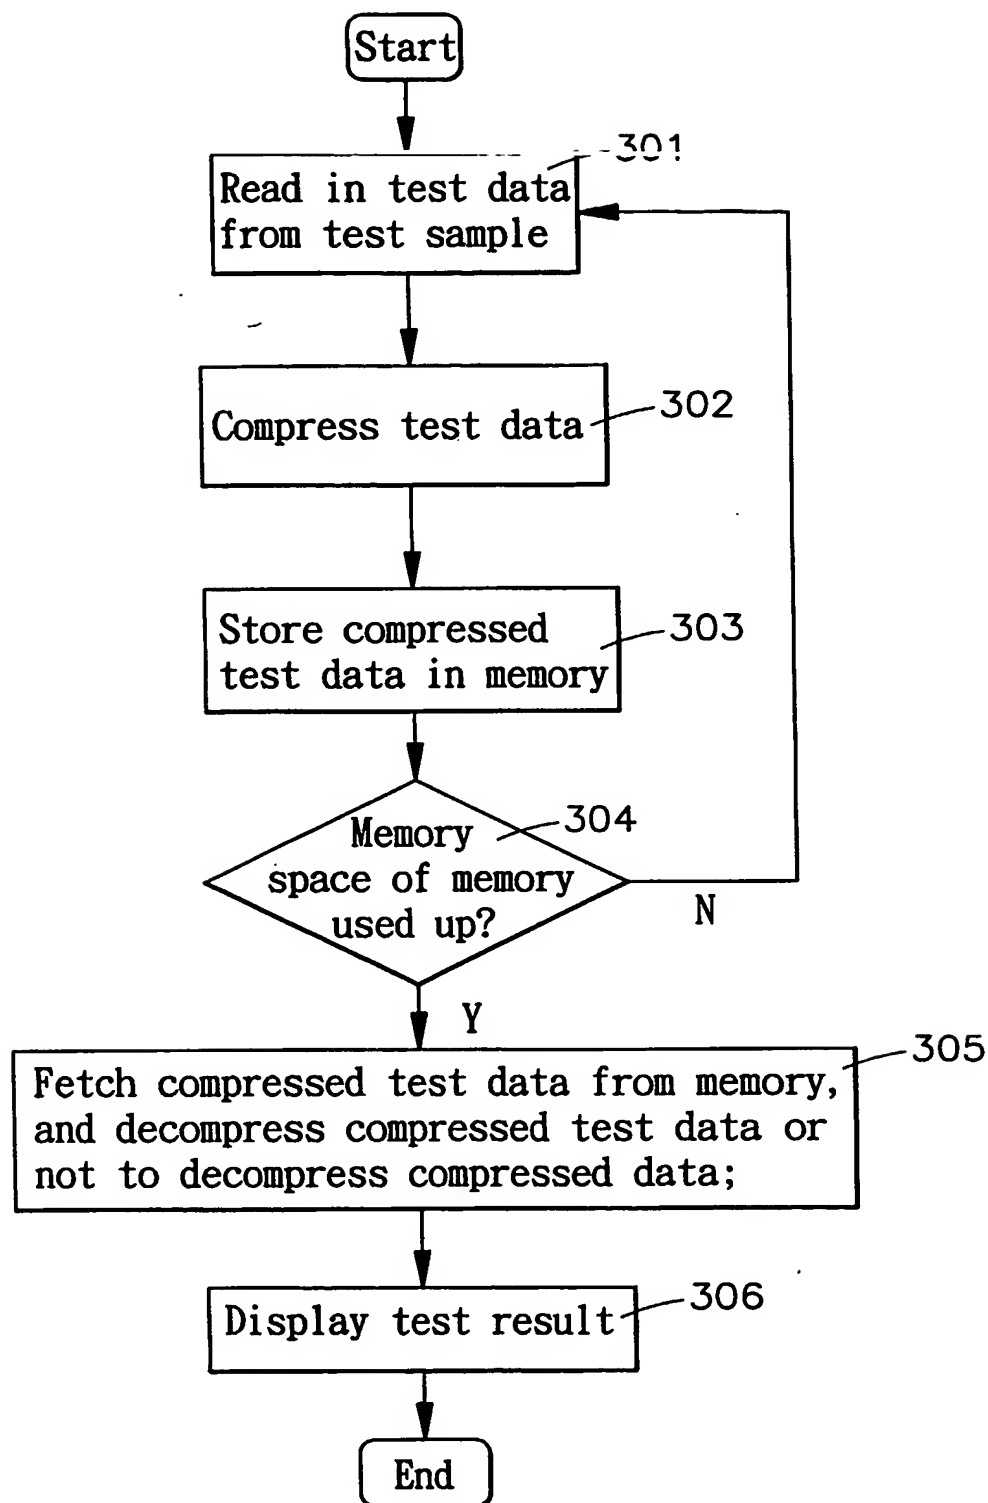 Start
301
Read in test data
from test sample
302
Compress test data
303
Store compressed
test data in memory
304
Memory
space of memory
used up?
N
Y
305
Fetch compressed test data from memory,
and decompress compressed test data or
not to decompress compressed data;
306
Display test result
End